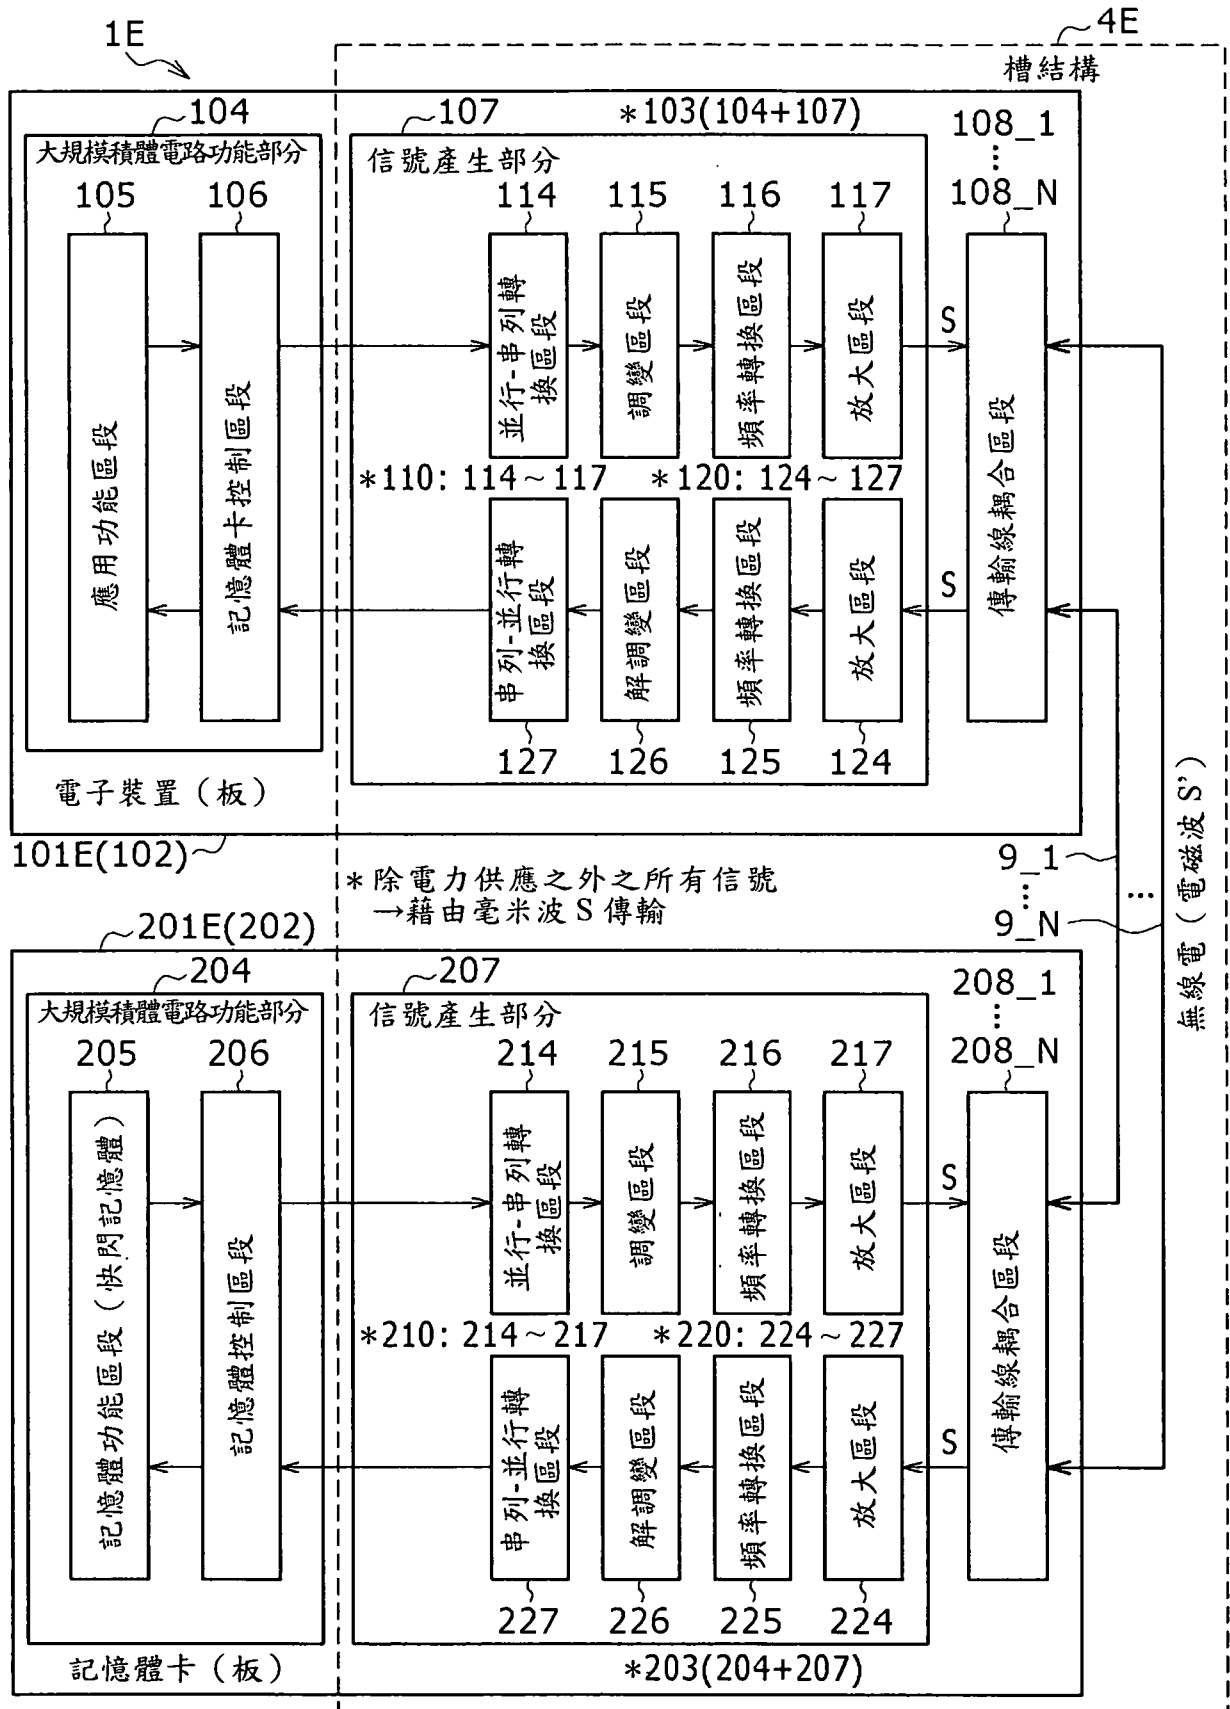 1E
4E
槽結構
104
107
*103(104+107)
108_1
⋮
108_N
大規模積體電路功能部分
信號產生部分
105
106
114
115
116
117
應用功能區段
記憶體卡控制區段
並行-串列轉
換區段
調變區段
頻率轉換區段
放大區段
S
傳輸線耦合區段
*110: 114～117
*120: 124～127
串列-並行轉
換區段
解調變區段
頻率轉換區段
放大區段
S
127
126
125
124
電子裝置（板）
101E(102)
無線電（電磁波S'）
9_1
⋮
9_N
...
*除電力供應之外之所有信號
→藉由毫米波S傳輸
201E(202)
204
207
208_1
⋮
208_N
大規模積體電路功能部分
信號產生部分
205
206
214
215
216
217
記憶體功能區段（快閃記憶體）
記憶體控制區段
並行-串列轉
換區段
調變區段
頻率轉換區段
放大區段
S
傳輸線耦合區段
*210: 214～217
*220: 224～227
串列-並行轉
換區段
解調變區段
頻率轉換區段
放大區段
S
227
226
225
224
記憶體卡（板）
*203(204+207)